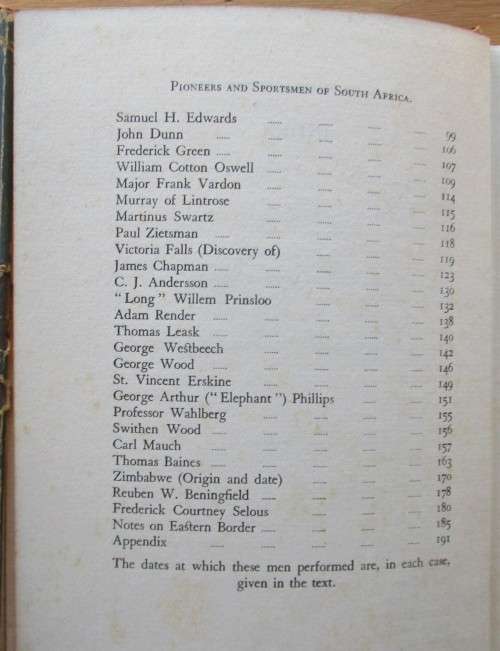 PIONEERS AND SPORTSMEN OF SOUTH AFRICA.
Samuel H. Edwards ...... ...... ...... ...... 99
John Dunn ...... ...... ...... ...... ...... 106
Frederick Green ...... ...... ...... ...... ...... 107
William Cotton Oswell ...... ...... ...... ...... 109
Major Frank Vardon ...... ...... ...... ...... 114
Murray of Lintrose ...... ...... ...... ...... 115
Martinus Swartz ...... ...... ...... ...... 116
Paul Zietsman ...... ...... ...... ...... ...... 118
Victoria Falls (Discovery of) ...... ...... ...... 119
James Chapman ...... ...... ...... ...... ...... 123
C. J. Andersson ...... ...... ...... ...... ...... 130
"Long" Willem Prinsloo ...... ...... ...... 132
Adam Render ...... ...... ...... ...... ...... 138
Thomas Leask ...... ...... ...... ...... ...... 140
George Westbeech ...... ...... ...... ...... 142
George Wood ...... ...... ...... ...... ...... 146
St. Vincent Erskine ...... ...... ...... ...... 149
George Arthur ("Elephant") Phillips ...... ...... 151
Professor Wahlberg ...... ...... ...... ...... 155
Swithen Wood ...... ...... ...... ...... ...... 156
Carl Mauch ...... ...... ...... ...... ...... 157
Thomas Baines ...... ...... ...... ...... ...... 163
Zimbabwe (Origin and date) ...... ...... ...... 170
Reuben W. Beningfield ...... ...... ...... ...... 178
Frederick Courtney Selous ...... ...... ...... 180
Notes on Eastern Border ...... ...... ...... ...... 185
Appendix ...... ...... ...... ...... ...... 191
The dates at which these men performed are, in each case,
given in the text.